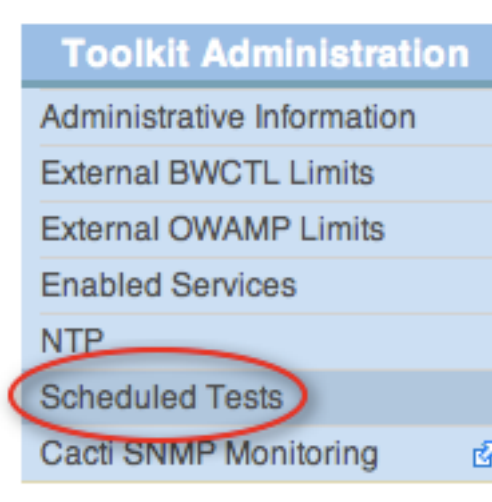 Toolkit Administration
Administrative Information
External BWCTL Limits
External OWAMP Limits
Enabled Services
NTP
Scheduled Tests
Cacti SNMP Monitoring